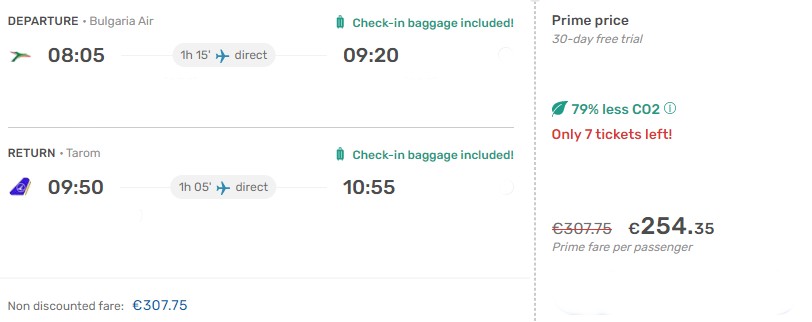 DEPARTURE • Bulgaria Air
Check-in baggage included!
08:05
1h 15' direct
09:20
RETURN • Tarom
Check-in baggage included!
09:50
1h 05' direct
10:55
Non discounted fare: €307.75
Prime price
30-day free trial
79% less CO2 ⓘ
Only 7 tickets left!
€307.75 €254.35
Prime fare per passenger